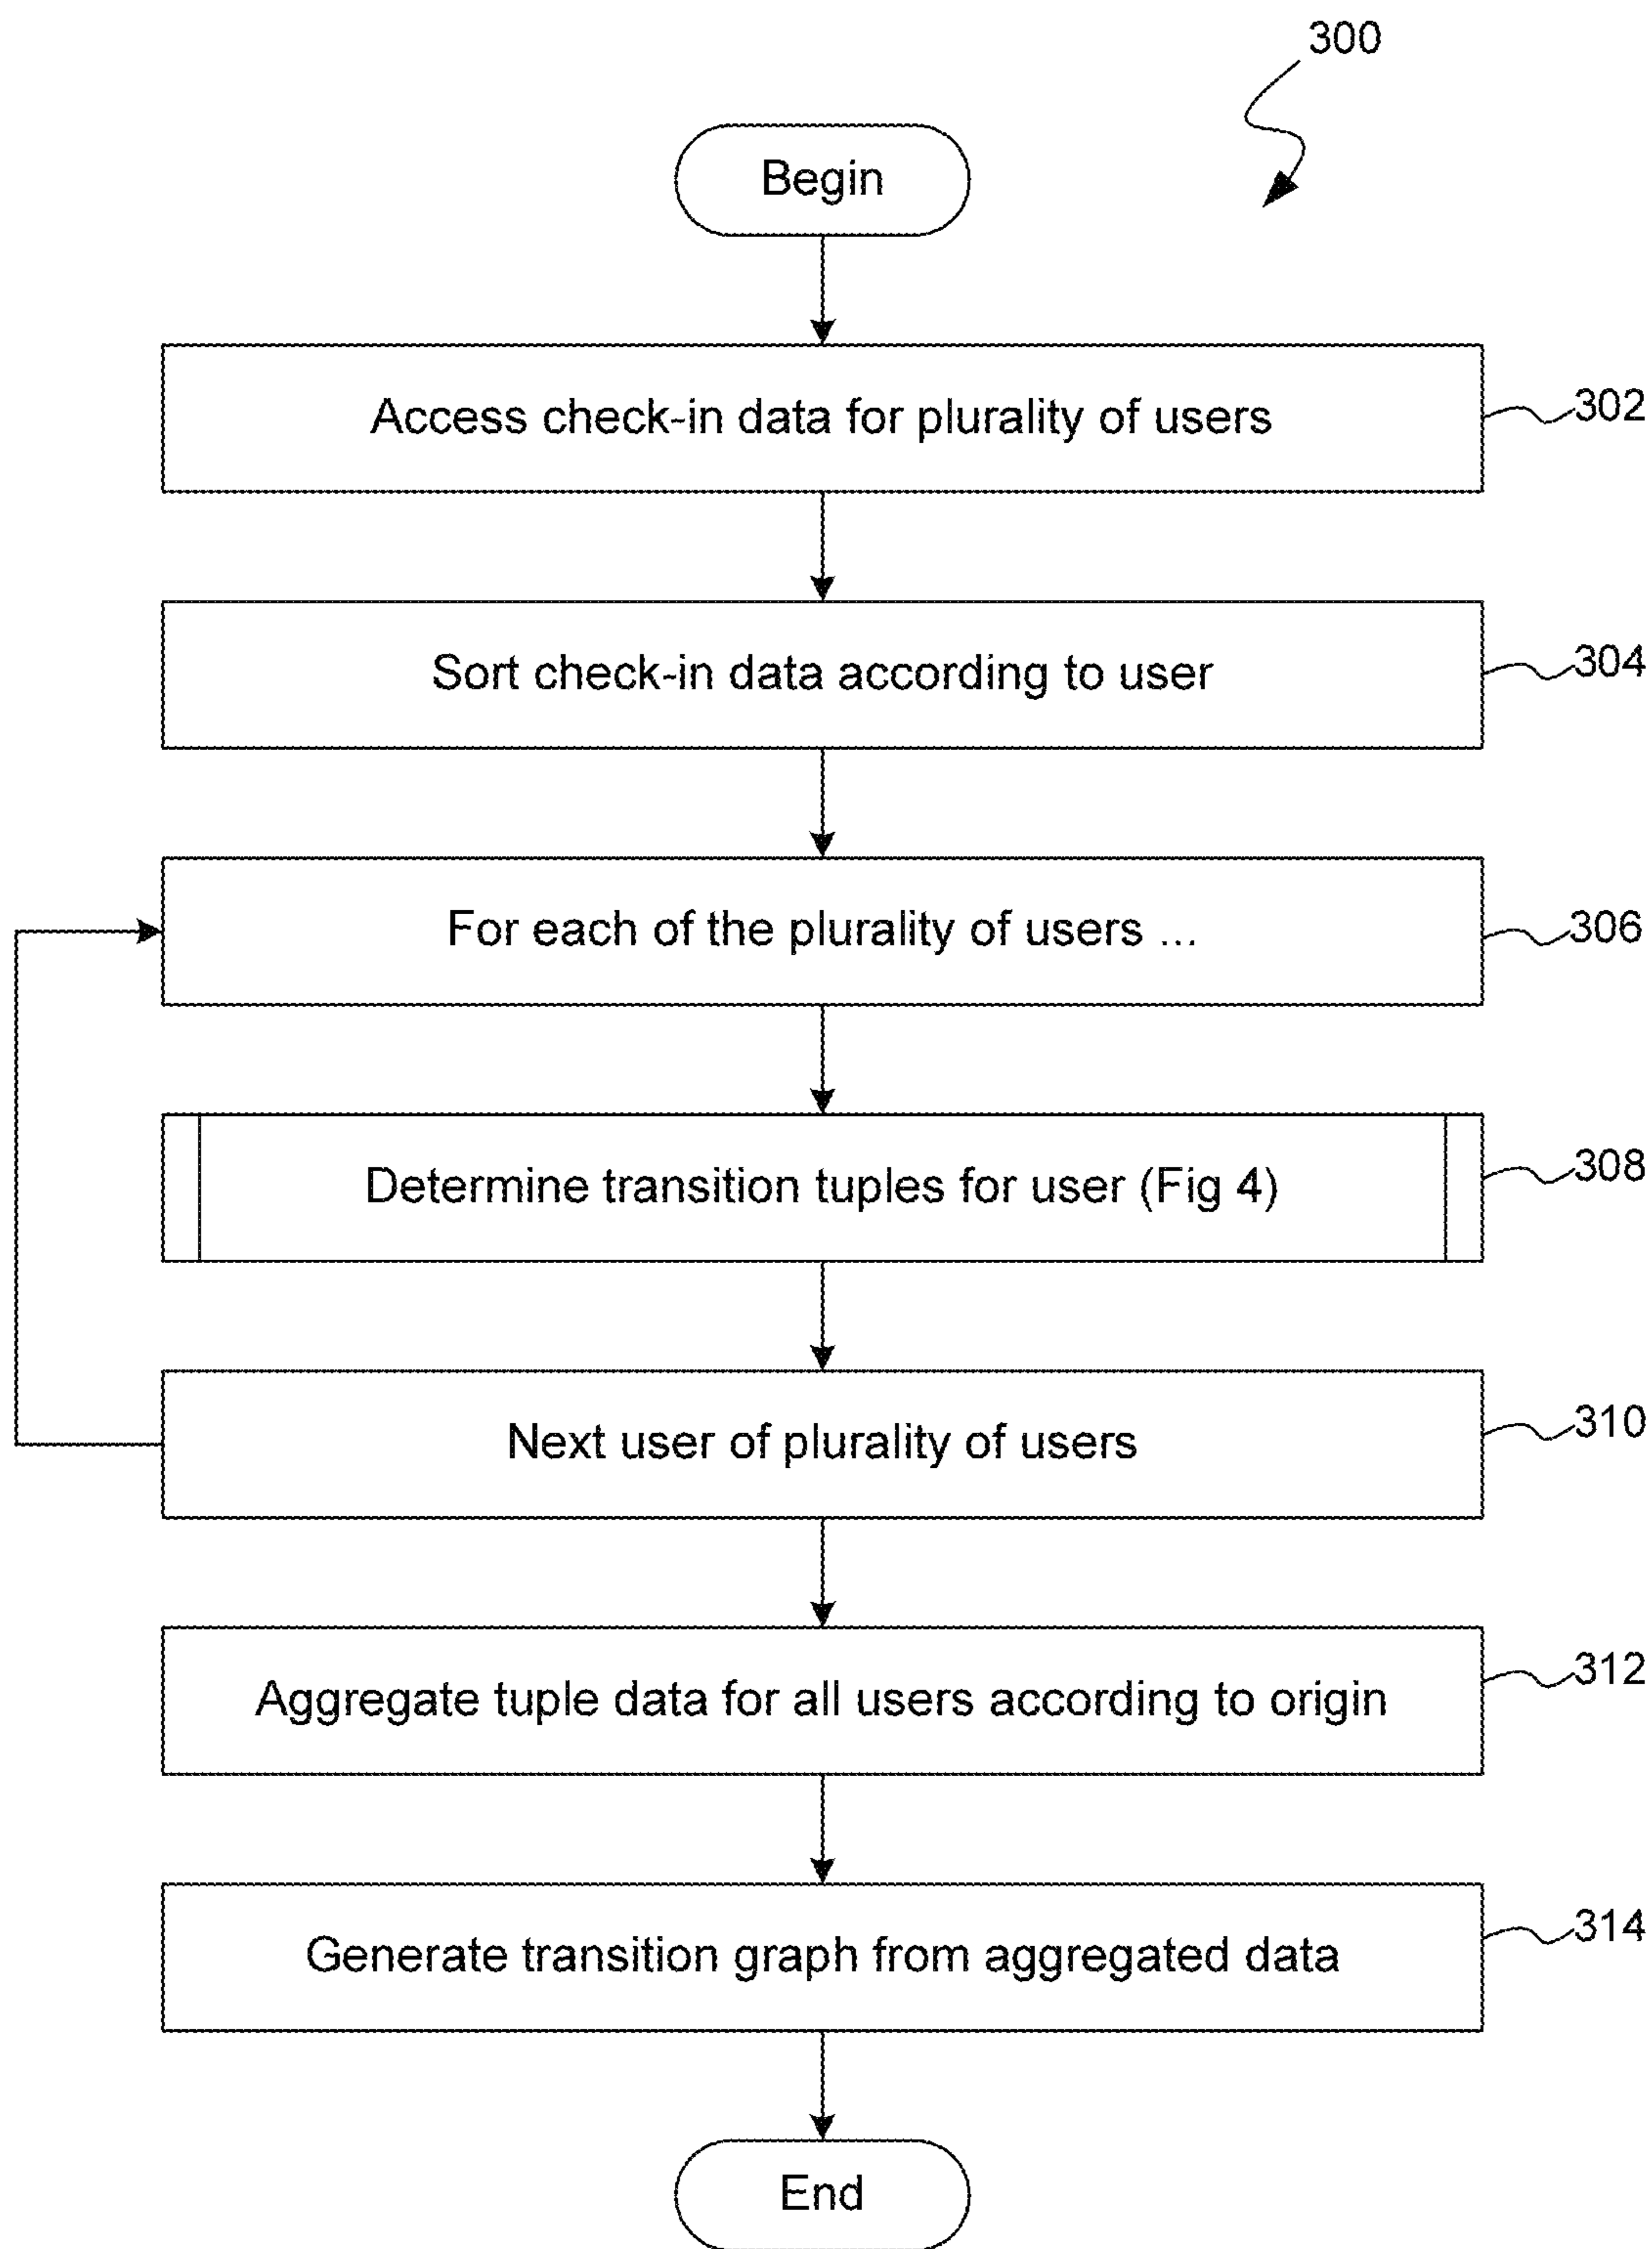 300
Begin
Access check-in data for plurality of users
302
Sort check-in data according to user
304
For each of the plurality of users ...
306
Determine transition tuples for user (Fig 4)
308
Next user of plurality of users
310
Aggregate tuple data for all users according to origin
312
Generate transition graph from aggregated data
314
End